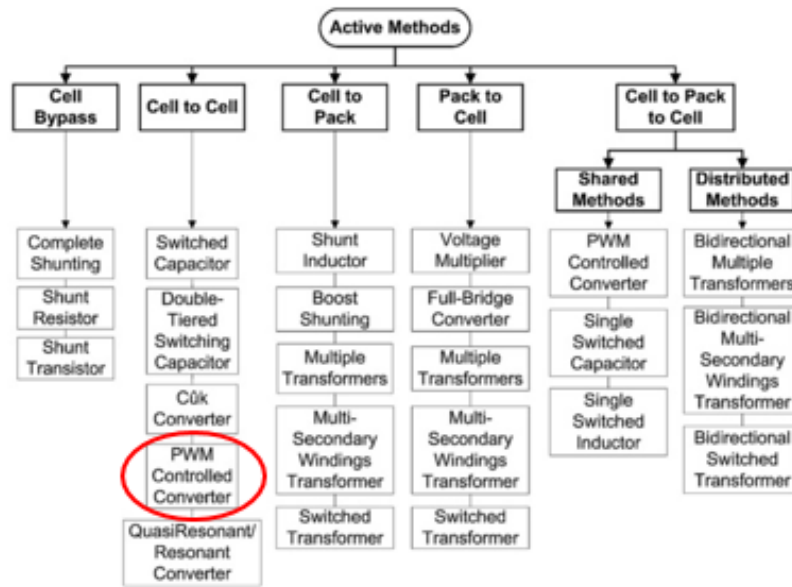 Active Methods
Cell
Bypass
Cell to Cell
Cell to
Pack
Pack to
Cell
Cell to Pack
to Cell
Shared
Methods
Distributed
Methods
Complete
Shunting
Shunt
Resistor
Shunt
Transistor
Switched
Capacitor
Double-
Tiered
Switching
Capacitor
Cûk
Converter
PWM
Controlled
Converter
QuasiResonant/
Resonant
Converter
Shunt
Inductor
Boost
Shunting
Multiple
Transformers
Multi-
Secondary
Windings
Transformer
Switched
Transformer
Voltage
Multiplier
Full-Bridge
Converter
Multiple
Transformers
Multi-
Secondary
Windings
Transformer
Switched
Transformer
PWM
Controlled
Converter
Single
Switched
Capacitor
Single
Switched
Inductor
Bidirectional
Multiple
Transformers
Bidirectional
Multi-
Secondary
Windings
Transformer
Bidirectional
Switched
Transformer